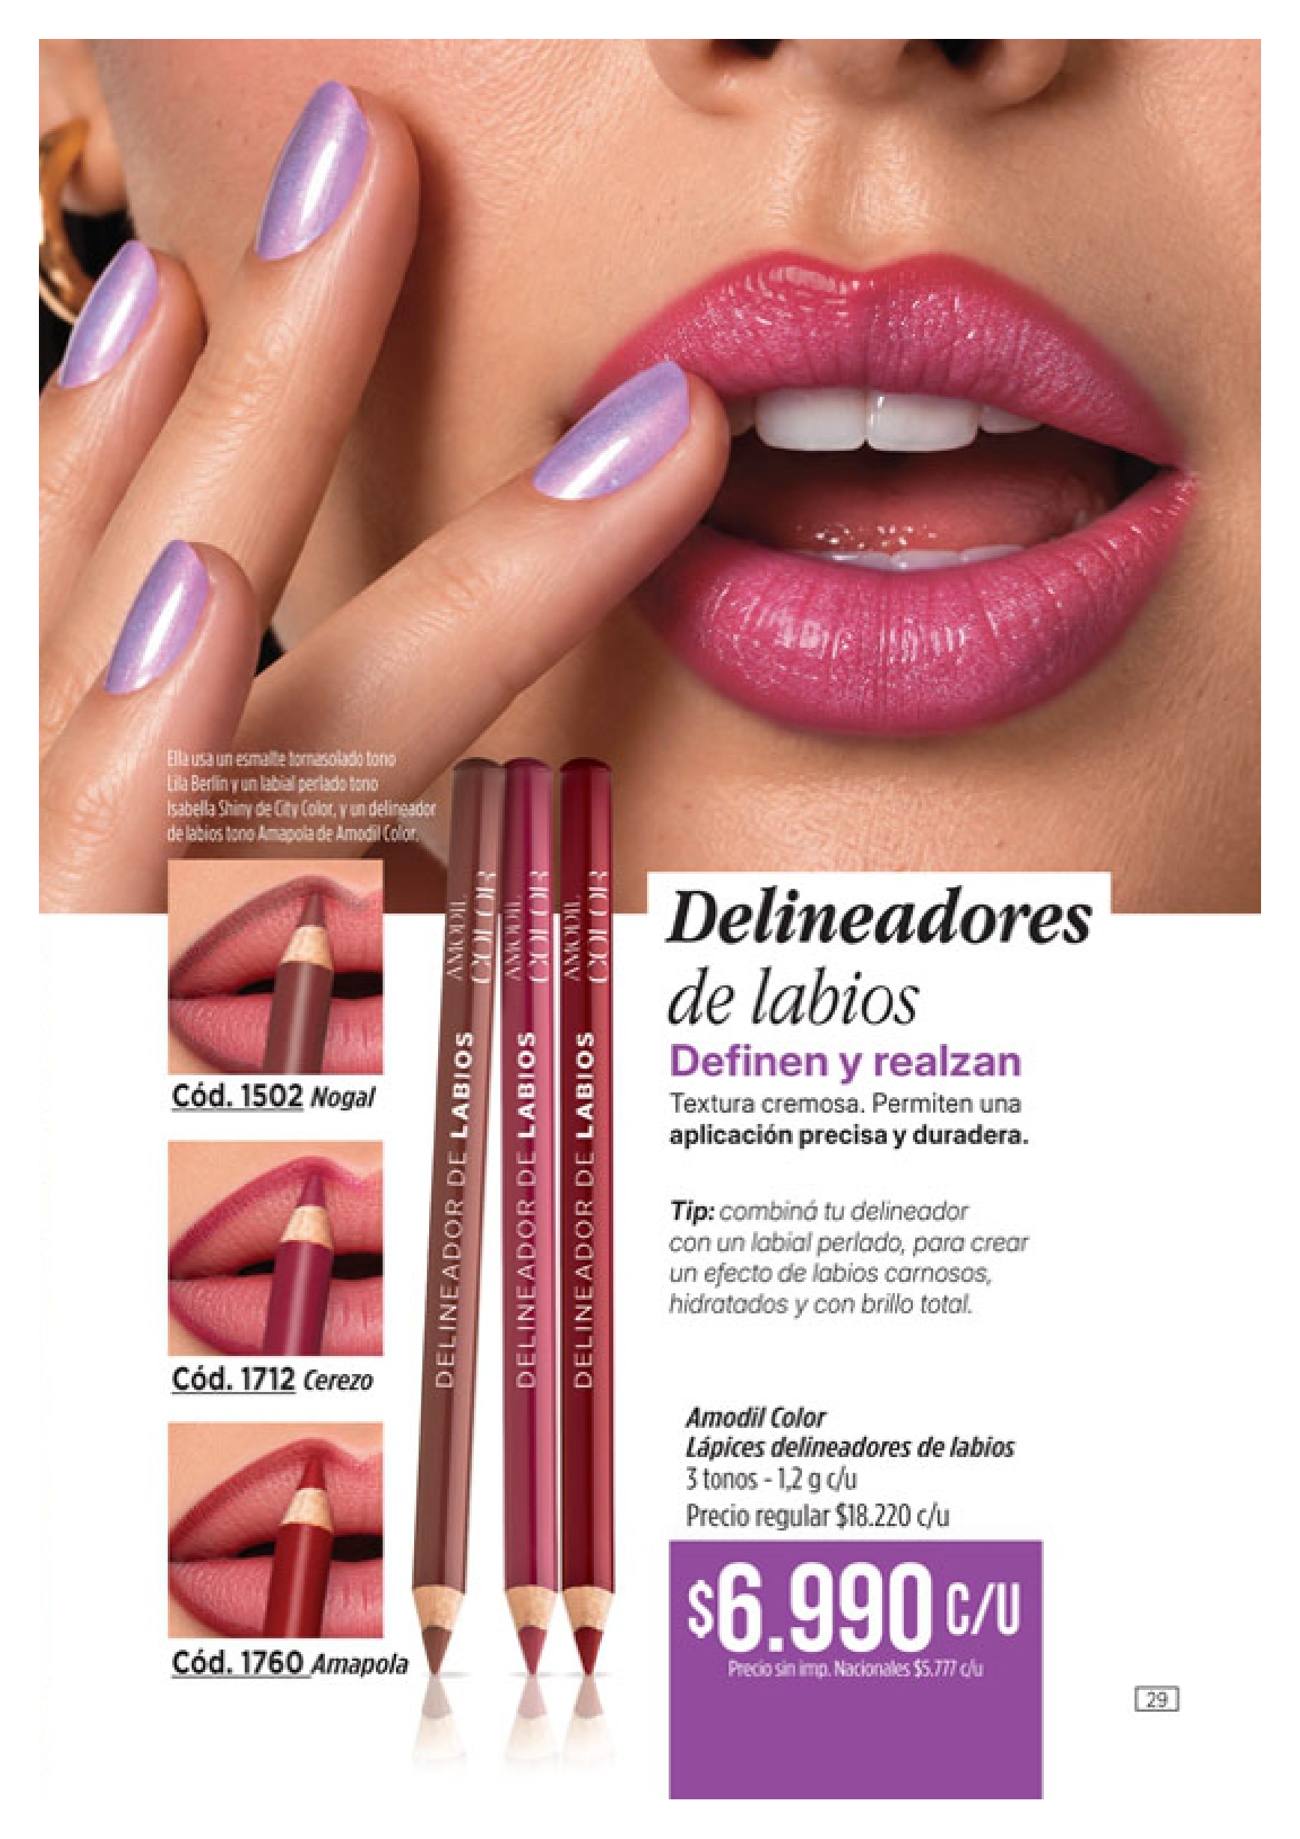 Ella usa un esmalte tornasolado tono
Lila Berlín y un labial perlado tono
Isabella Shiny de City Color, y un delineador
de labios tono Amapola de Amodil Color.
Cód. 1502 Nogal
Cód. 1712 Cerezo
Cód. 1760 Amapola
AMODIL
COLOR
DELINEADOR DE LABIOS
AMODIL
COLOR
DELINEADOR DE LABIOS
AMODIL
COLOR
DELINEADOR DE LABIOS
Delineadores
de labios
Definen y realzan
Textura cremosa. Permiten una
aplicación precisa y duradera.
Tip: combiná tu delineador
con un labial perlado, para crear
un efecto de labios carnosos,
hidratados y con brillo total.
Amodil Color
Lápices delineadores de labios
3 tonos - 1,2 g c/u
Precio regular $18.220 c/u
$6.990 C/U
Precio sin imp. Nacionales $5.777 c/u
29